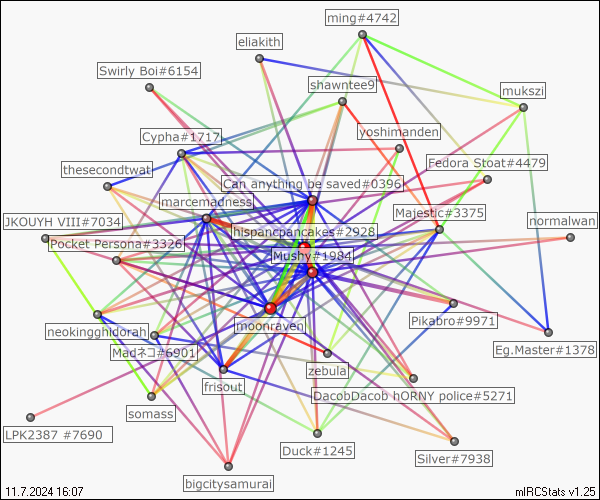 ming#4742
eliakith
Swirly Boi#6154
shawntee9
mukszi
Cypha#1717
yoshimanden
thesecondtwat
Fedora Stoat#4479
Can anything be saved#0396
marcemadness
Majestic#3375
JKOUYH VIII#7034
normalwan
hispancpancakes#2928
Pocket Persona#3326
Mushy#1984
moonraven
Pikabro#9971
neokingghidorah
Eg.Master#1378
Madネコ#6901
zebula
frisout
DacobDacob hORNY police#5271
somass
LPK2387 #7690
Duck#1245
Silver#7938
bigcitysamurai
11.7.2024 16:07
mIRCStats v1.25